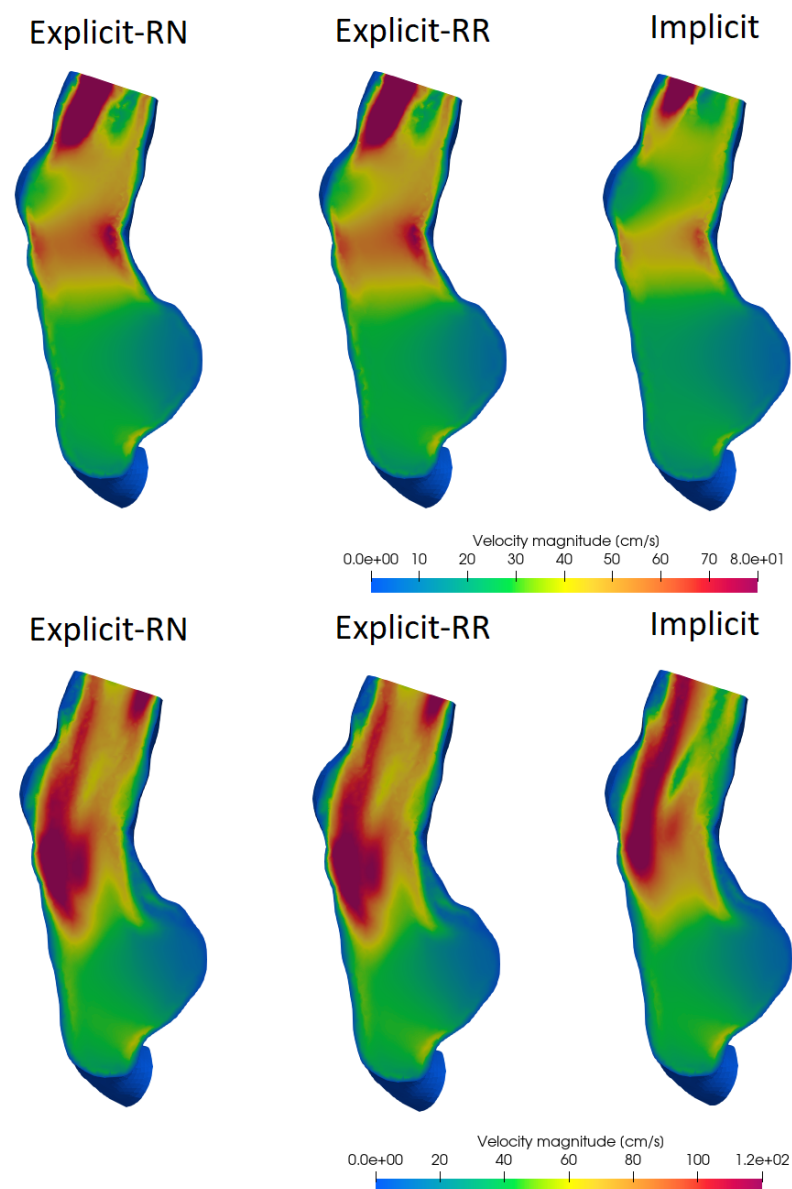 Explicit-RN Explicit-RR Implicit
Velocity magnitude (cm/s)
0.0e+00 10 20 30 40 50 60 70 8.0e+01
Explicit-RN Explicit-RR Implicit
Velocity magnitude (cm/s)
0.0e+00 20 40 60 80 100 1.2e+02